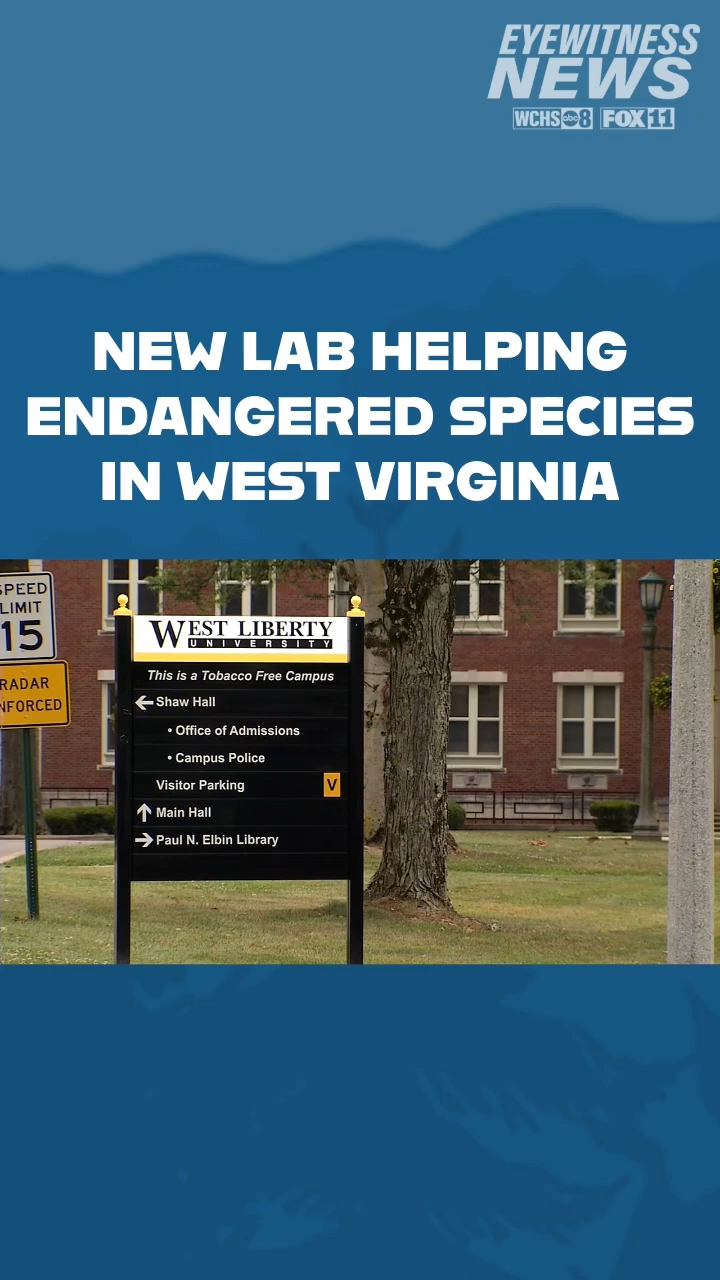 EYEWITNESS
NEWS
WCHS abc 8 FOX 11
NEW LAB HELPING
ENDANGERED SPECIES
IN WEST VIRGINIA
SPEED
LIMIT
15
RADAR
ENFORCED
WEST LIBERTY
UNIVERSITY
This is a Tobacco Free Campus
← Shaw Hall
• Office of Admissions
• Campus Police
Visitor Parking V
↑ Main Hall
→ Paul N. Elbin Library